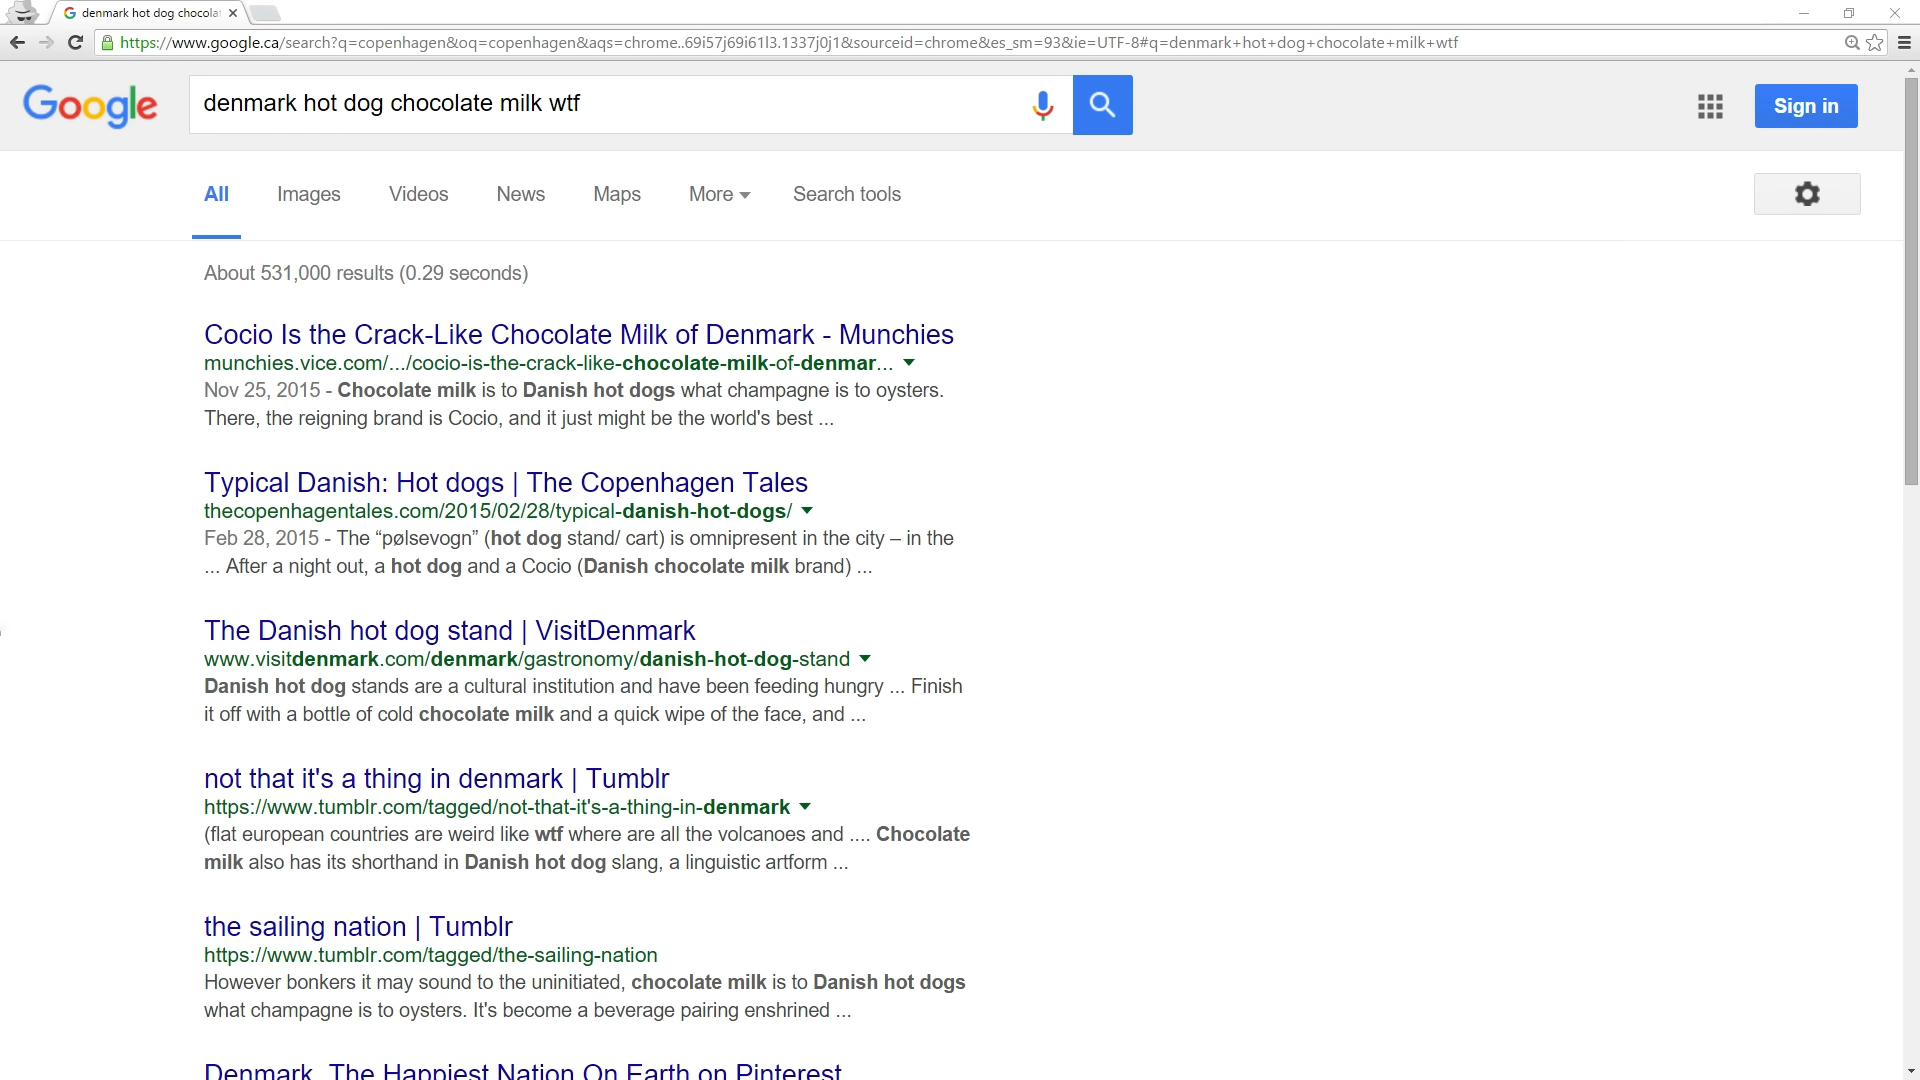 denmark hot dog chocola
https://www.google.ca/search?q=copenhagen&oq=copenhagen&aqs=chrome..69i57j69i61l3.1337j0j1&sourceid=chrome&es_sm=93&ie=UTF-8#q=denmark+hot+dog+chocolate+milk+wtf
Google
denmark hot dog chocolate milk wtf
Sign in
All Images Videos News Maps More Search tools
About 531,000 results (0.29 seconds)
Cocio Is the Crack-Like Chocolate Milk of Denmark - Munchies
munchies.vice.com/.../cocio-is-the-crack-like-chocolate-milk-of-denmar...
Nov 25, 2015 - Chocolate milk is to Danish hot dogs what champagne is to oysters.
There, the reigning brand is Cocio, and it just might be the world's best ...
Typical Danish: Hot dogs | The Copenhagen Tales
thecopenhagentales.com/2015/02/28/typical-danish-hot-dogs/
Feb 28, 2015 - The “pølsevogn” (hot dog stand/ cart) is omnipresent in the city – in the
... After a night out, a hot dog and a Cocio (Danish chocolate milk brand) ...
The Danish hot dog stand | VisitDenmark
www.visitdenmark.com/denmark/gastronomy/danish-hot-dog-stand
Danish hot dog stands are a cultural institution and have been feeding hungry ... Finish
it off with a bottle of cold chocolate milk and a quick wipe of the face, and ...
not that it's a thing in denmark | Tumblr
https://www.tumblr.com/tagged/not-that-it's-a-thing-in-denmark
(flat european countries are weird like wtf where are all the volcanoes and .... Chocolate
milk also has its shorthand in Danish hot dog slang, a linguistic artform ...
the sailing nation | Tumblr
https://www.tumblr.com/tagged/the-sailing-nation
However bonkers it may sound to the uninitiated, chocolate milk is to Danish hot dogs
what champagne is to oysters. It's become a beverage pairing enshrined ...
Denmark, The Happiest Nation On Earth on Pinterest